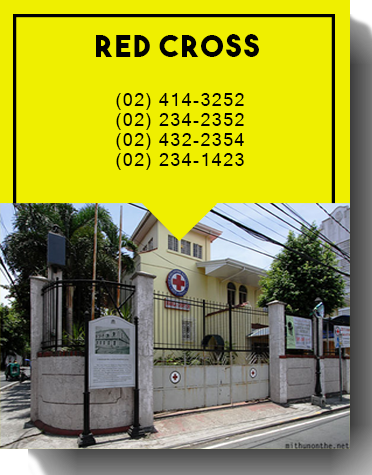 RED CROSS
(02) 414-3252
(02) 234-2352
(02) 432-2354
(02) 234-1423
mithunonthe.net